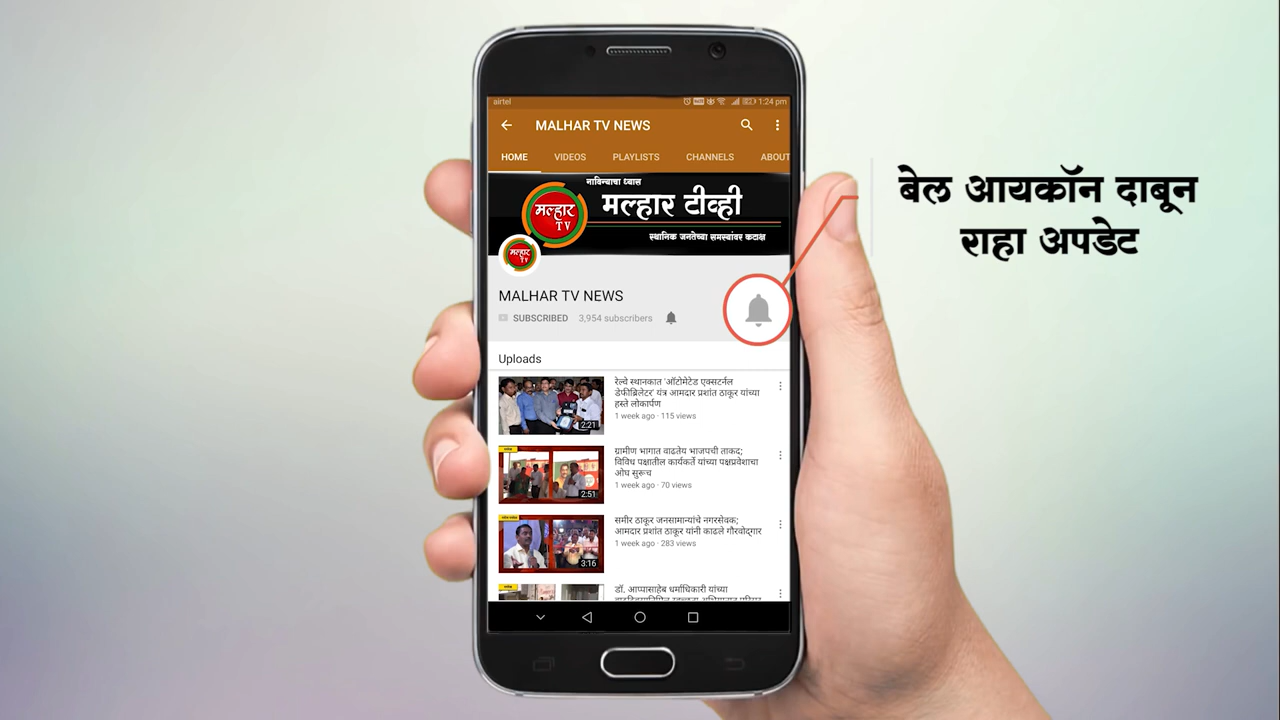 airtel 1:24 pm
MALHAR TV NEWS
HOME VIDEOS PLAYLISTS CHANNELS ABOUT
नाविन्याचा ध्यास
मल्हार टीव्ही
मल्हार
TV
स्थानिक जनतेच्या समस्यांवर कटाक्ष
मल्हार
TV
MALHAR TV NEWS
SUBSCRIBED 3,954 subscribers
Uploads
रेल्वे स्थानकात 'ऑटोमेटेड एक्सटर्नल
डेफीब्रिलेटर' यंत्र आमदार प्रशांत ठाकूर यांच्या
हस्ते लोकार्पण
1 week ago · 115 views
2:21
ग्रामीण भागात वाढतेय भाजपची ताकद;
विविध पक्षातील कार्यकर्ते यांच्या पक्षप्रवेशाचा
ओघ सुरूच
1 week ago · 70 views
2:51
समीर ठाकूर जनसामान्यांचे नगरसेवक;
आमदार प्रशांत ठाकूर यांनी काढले गौरवोद्गार
1 week ago · 283 views
3:16
डॉ. आप्पासाहेब धर्माधिकारी यांच्या
बेल आयकॉन दाबून
राहा अपडेट